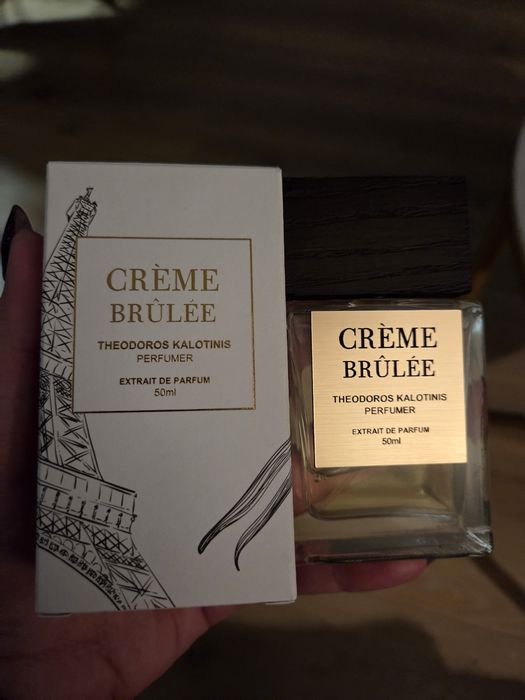 CRÈME
BRÛLÉE
THEODOROS KALOTINIS
PERFUMER
EXTRAIT DE PARFUM
50ml
CRÈME
BRÛLÉE
THEODOROS KALOTINIS
PERFUMER
EXTRAIT DE PARFUM
50ml